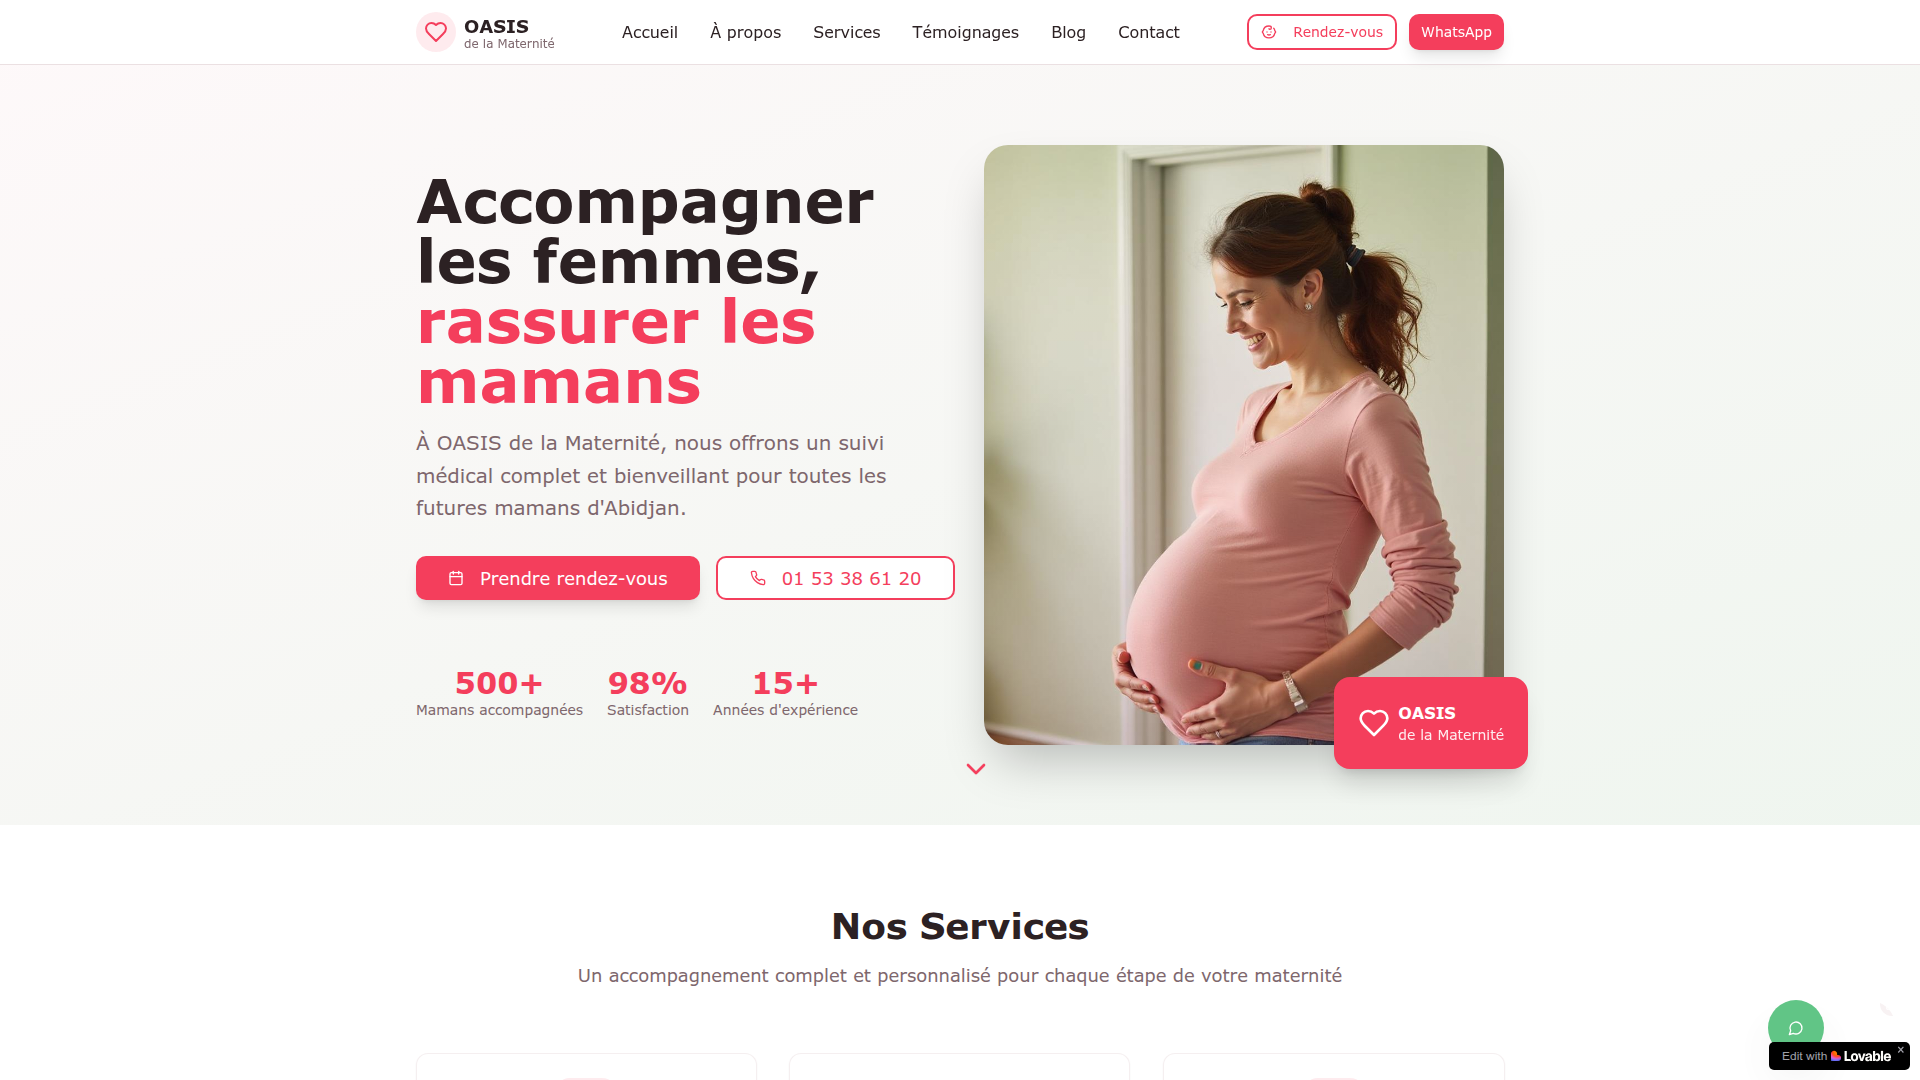 OASIS
de la Maternité
Accueil
À propos
Services
Témoignages
Blog
Contact
Rendez-vous
WhatsApp
Accompagner
les femmes,
rassurer les
mamans
À OASIS de la Maternité, nous offrons un suivi
médical complet et bienveillant pour toutes les
futures mamans d'Abidjan.
Prendre rendez-vous
01 53 38 61 20
500+
Mamans accompagnées
98%
Satisfaction
15+
Années d'expérience
OASIS
de la Maternité
Nos Services
Un accompagnement complet et personnalisé pour chaque étape de votre maternité
Edit with Lovable